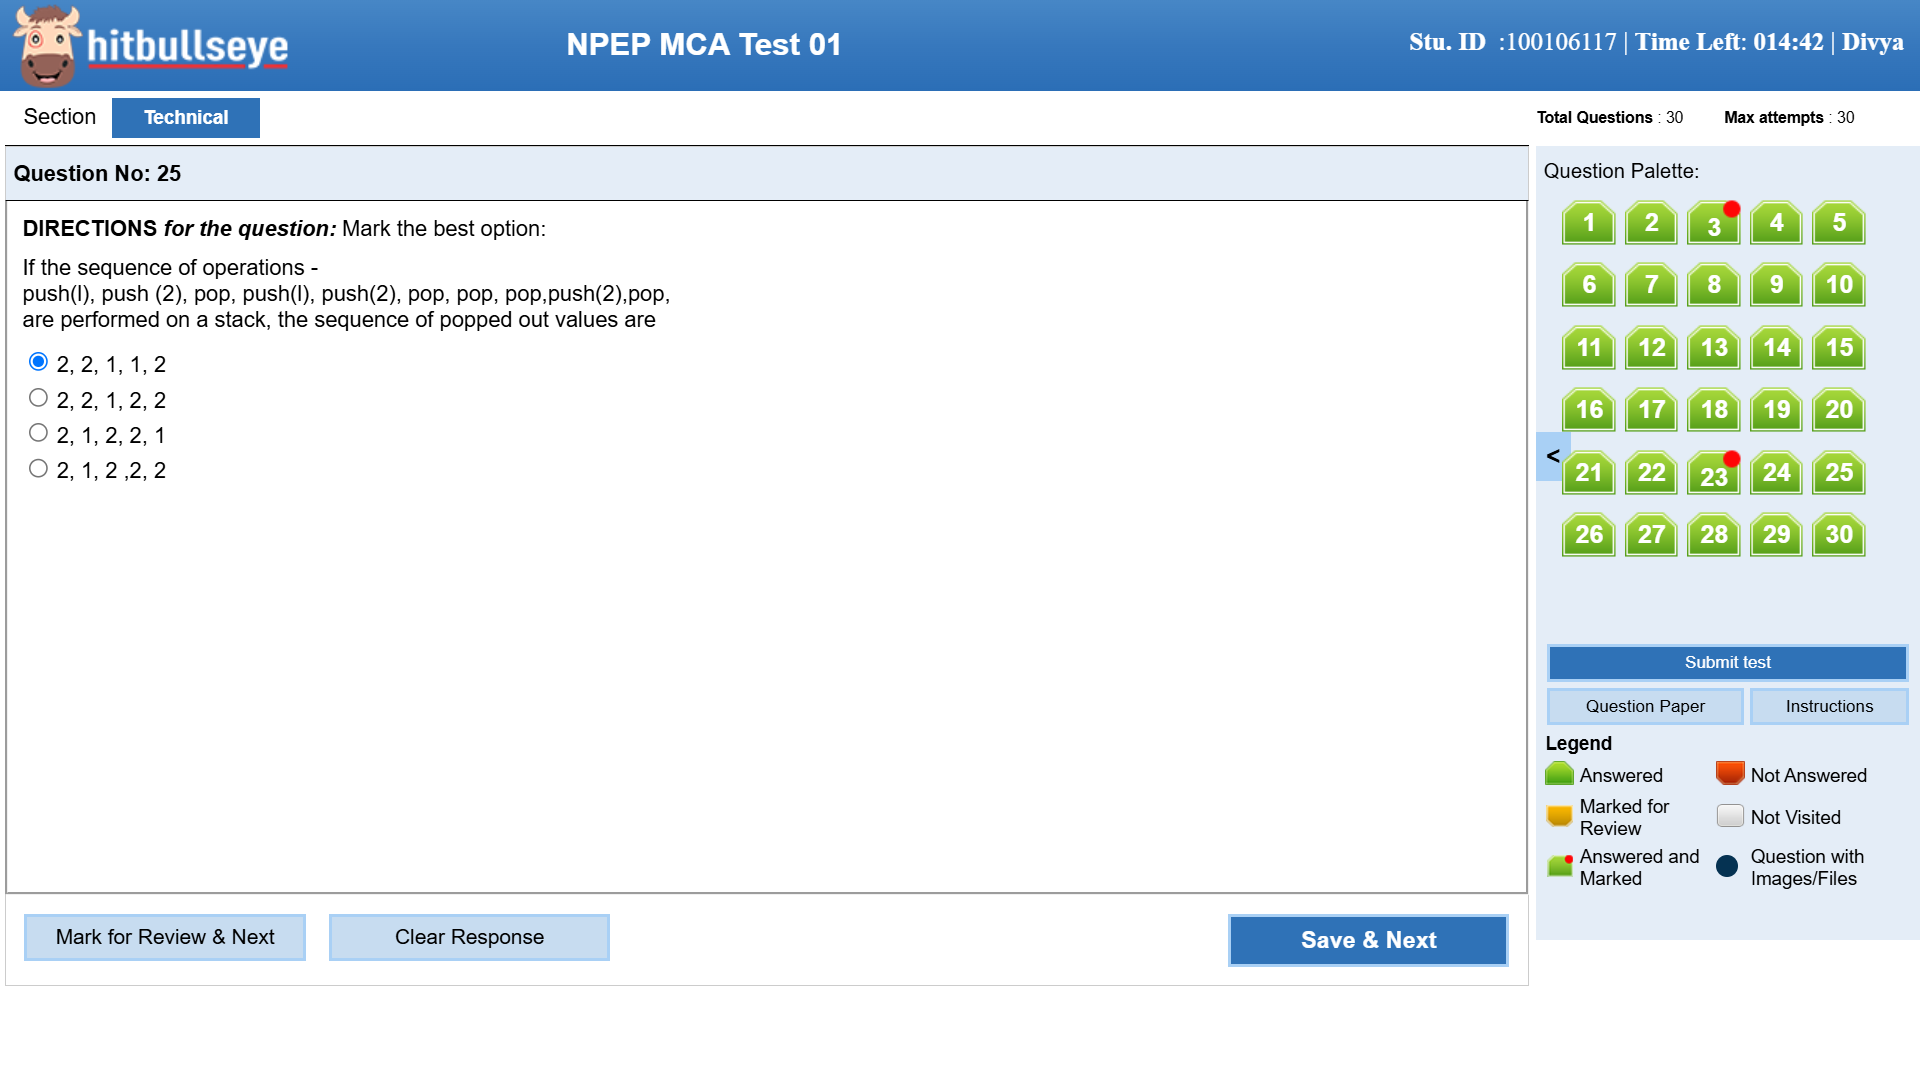 hitbullseye
NPEP MCA Test 01
Stu. ID :100106117 | Time Left: 014:42 | Divya
Section
Technical
Total Questions : 30
Max attempts : 30
Question No: 25
DIRECTIONS for the question: Mark the best option:
If the sequence of operations -
push(l), push (2), pop, push(l), push(2), pop, pop, pop,push(2),pop,
are performed on a stack, the sequence of popped out values are
2, 2, 1, 1, 2
2, 2, 1, 2, 2
2, 1, 2, 2, 1
2, 1, 2 ,2, 2
Mark for Review & Next
Clear Response
Save & Next
Question Palette:
1 2 3 4 5
6 7 8 9 10
11 12 13 14 15
16 17 18 19 20
<
21 22 23 24 25
26 27 28 29 30
Submit test
Question Paper
Instructions
Legend
Answered
Not Answered
Marked for
Review
Not Visited
Answered and
Marked
Question with
Images/Files